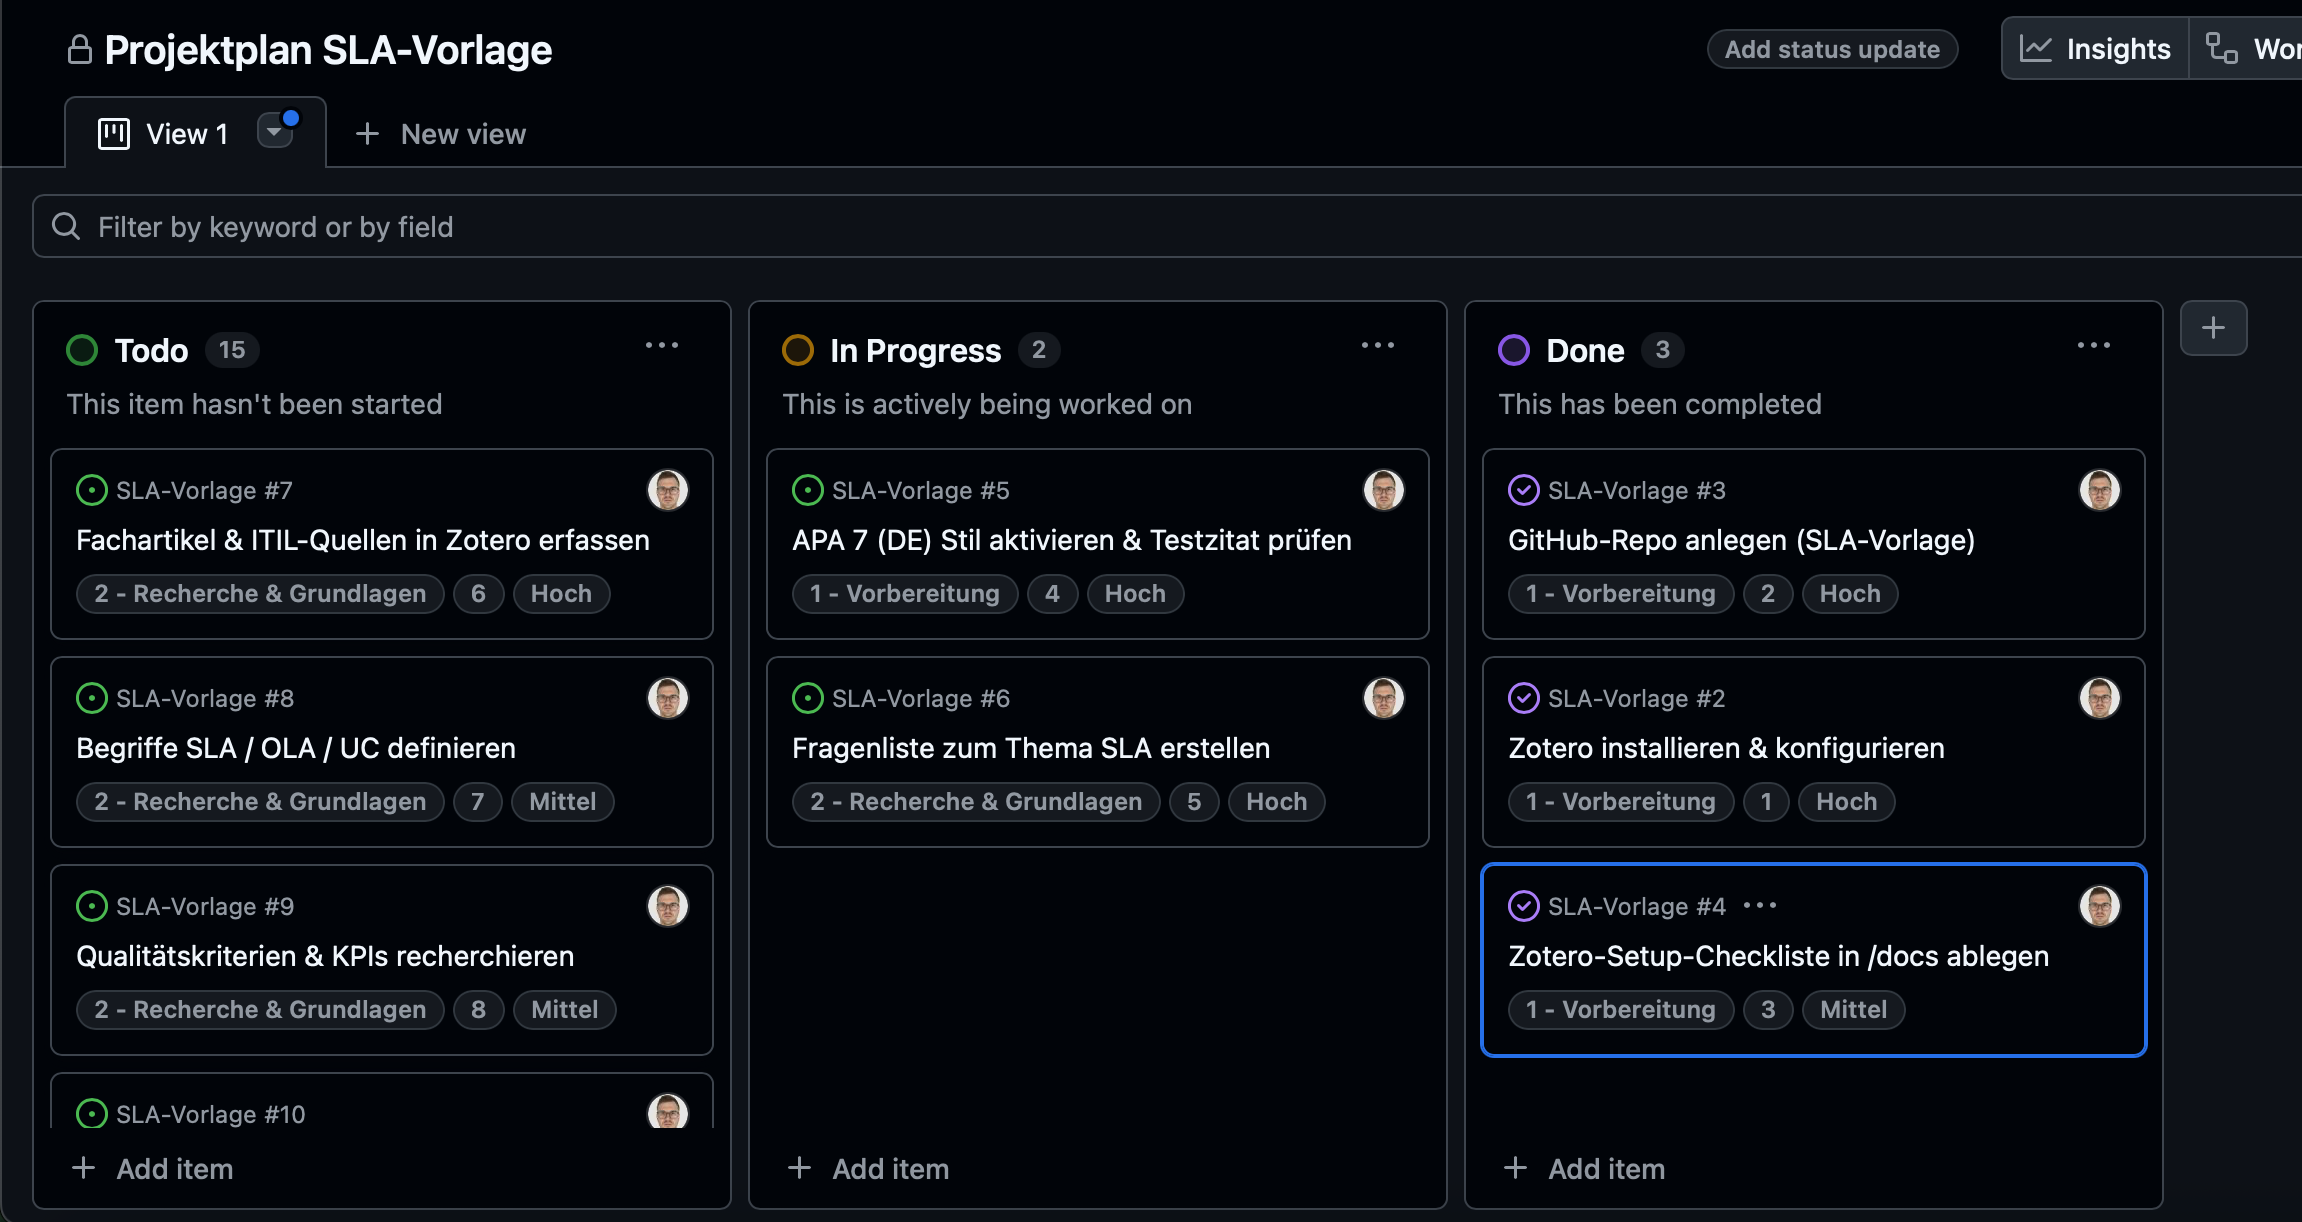 Projektplan SLA-Vorlage
Add status update
Insights
View 1
New view
Filter by keyword or by field
Todo 15
This item hasn't been started
SLA-Vorlage #7
Fachartikel & ITIL-Quellen in Zotero erfassen
2 - Recherche & Grundlagen 6 Hoch
SLA-Vorlage #8
Begriffe SLA / OLA / UC definieren
2 - Recherche & Grundlagen 7 Mittel
SLA-Vorlage #9
Qualitätskriterien & KPIs recherchieren
2 - Recherche & Grundlagen 8 Mittel
SLA-Vorlage #10
Add item
In Progress 2
This is actively being worked on
SLA-Vorlage #5
APA 7 (DE) Stil aktivieren & Testzitat prüfen
1 - Vorbereitung 4 Hoch
SLA-Vorlage #6
Fragenliste zum Thema SLA erstellen
2 - Recherche & Grundlagen 5 Hoch
Add item
Done 3
This has been completed
SLA-Vorlage #3
GitHub-Repo anlegen (SLA-Vorlage)
1 - Vorbereitung 2 Hoch
SLA-Vorlage #2
Zotero installieren & konfigurieren
1 - Vorbereitung 1 Hoch
SLA-Vorlage #4
Zotero-Setup-Checkliste in /docs ablegen
1 - Vorbereitung 3 Mittel
Add item